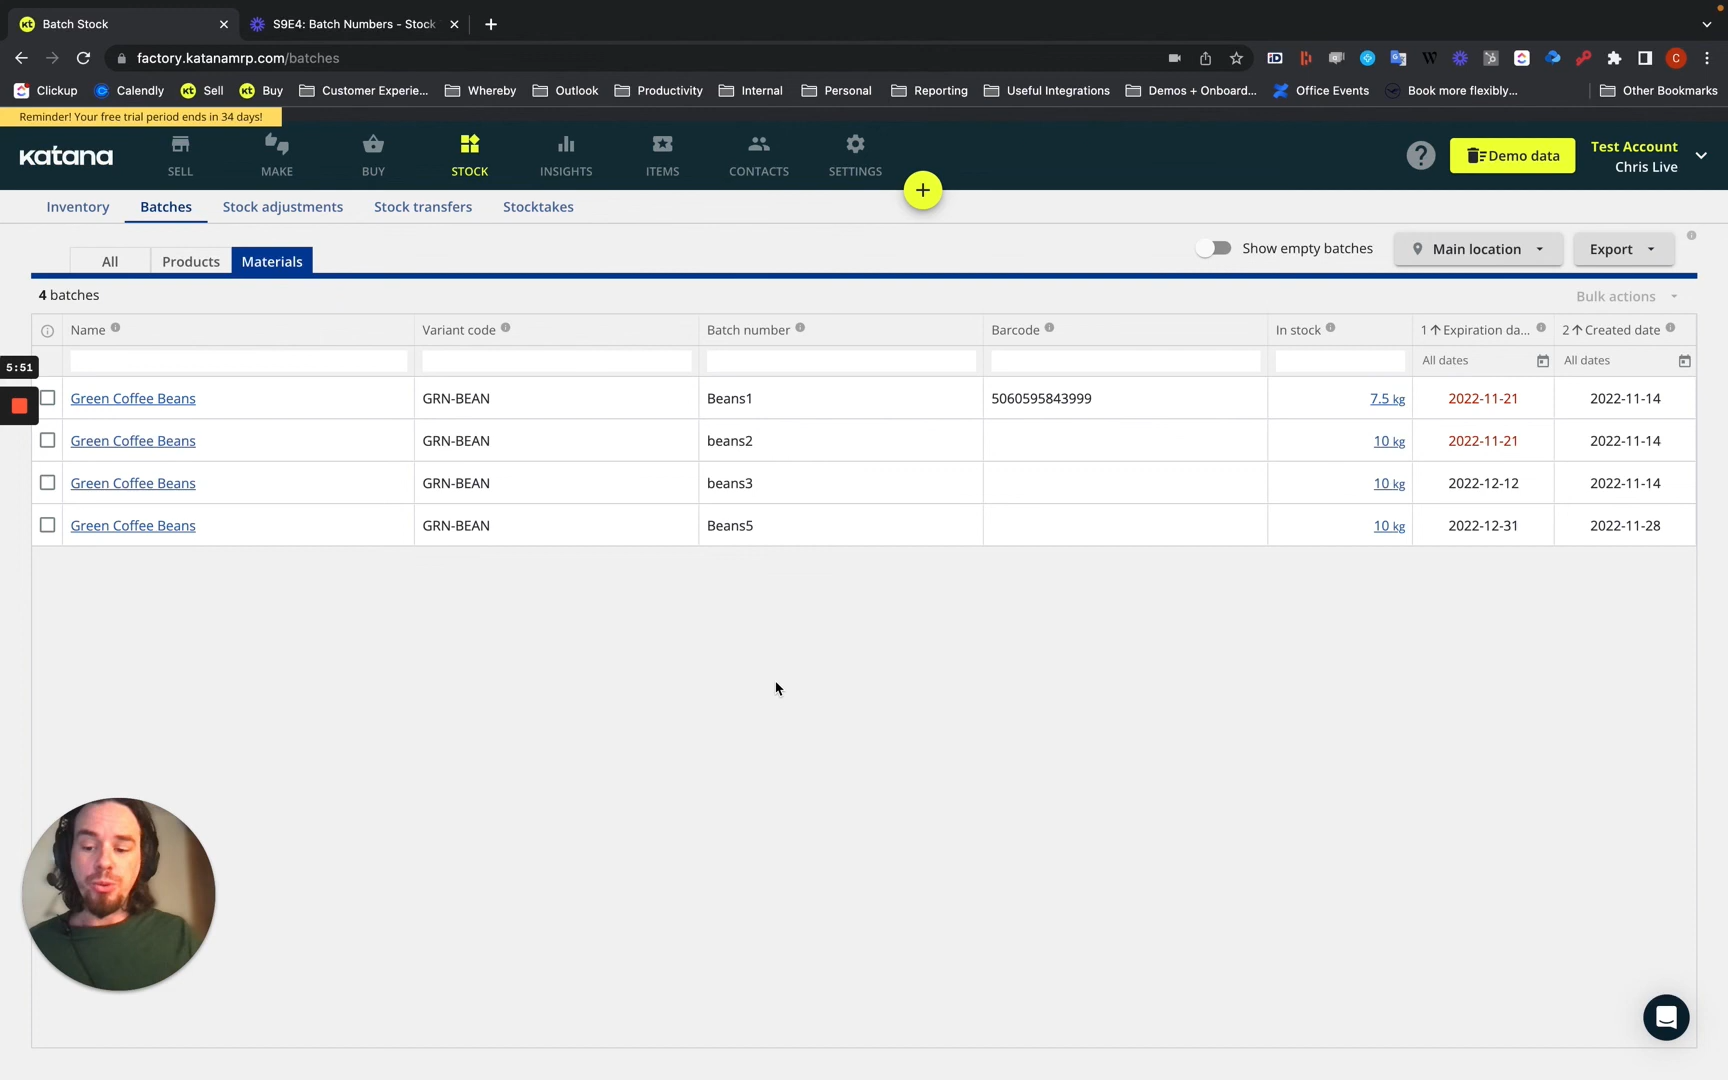 Batch Stock
S9E4: Batch Numbers - Stock
factory.katanamrp.com/batches
Clickup Calendly Sell Buy Customer Experie... Whereby Outlook Productivity Internal Personal Reporting Useful Integrations Demos + Onboard... Office Events Book more flexibly... Other Bookmarks
Reminder! Your free trial period ends in 34 days!
katana
SELL MAKE BUY STOCK INSIGHTS ITEMS CONTACTS SETTINGS
? Demo data
Test Account
Chris Live
+
Inventory Batches Stock adjustments Stock transfers Stocktakes
All Products Materials
Show empty batches Main location Export
4 batches
Bulk actions
Name Variant code Batch number Barcode In stock 1 Expiration da... 2 Created date
All dates All dates
5:51
Green Coffee Beans GRN-BEAN Beans1 5060595843999 7.5 kg 2022-11-21 2022-11-14
Green Coffee Beans GRN-BEAN beans2 10 kg 2022-11-21 2022-11-14
Green Coffee Beans GRN-BEAN beans3 10 kg 2022-12-12 2022-11-14
Green Coffee Beans GRN-BEAN Beans5 10 kg 2022-12-31 2022-11-28